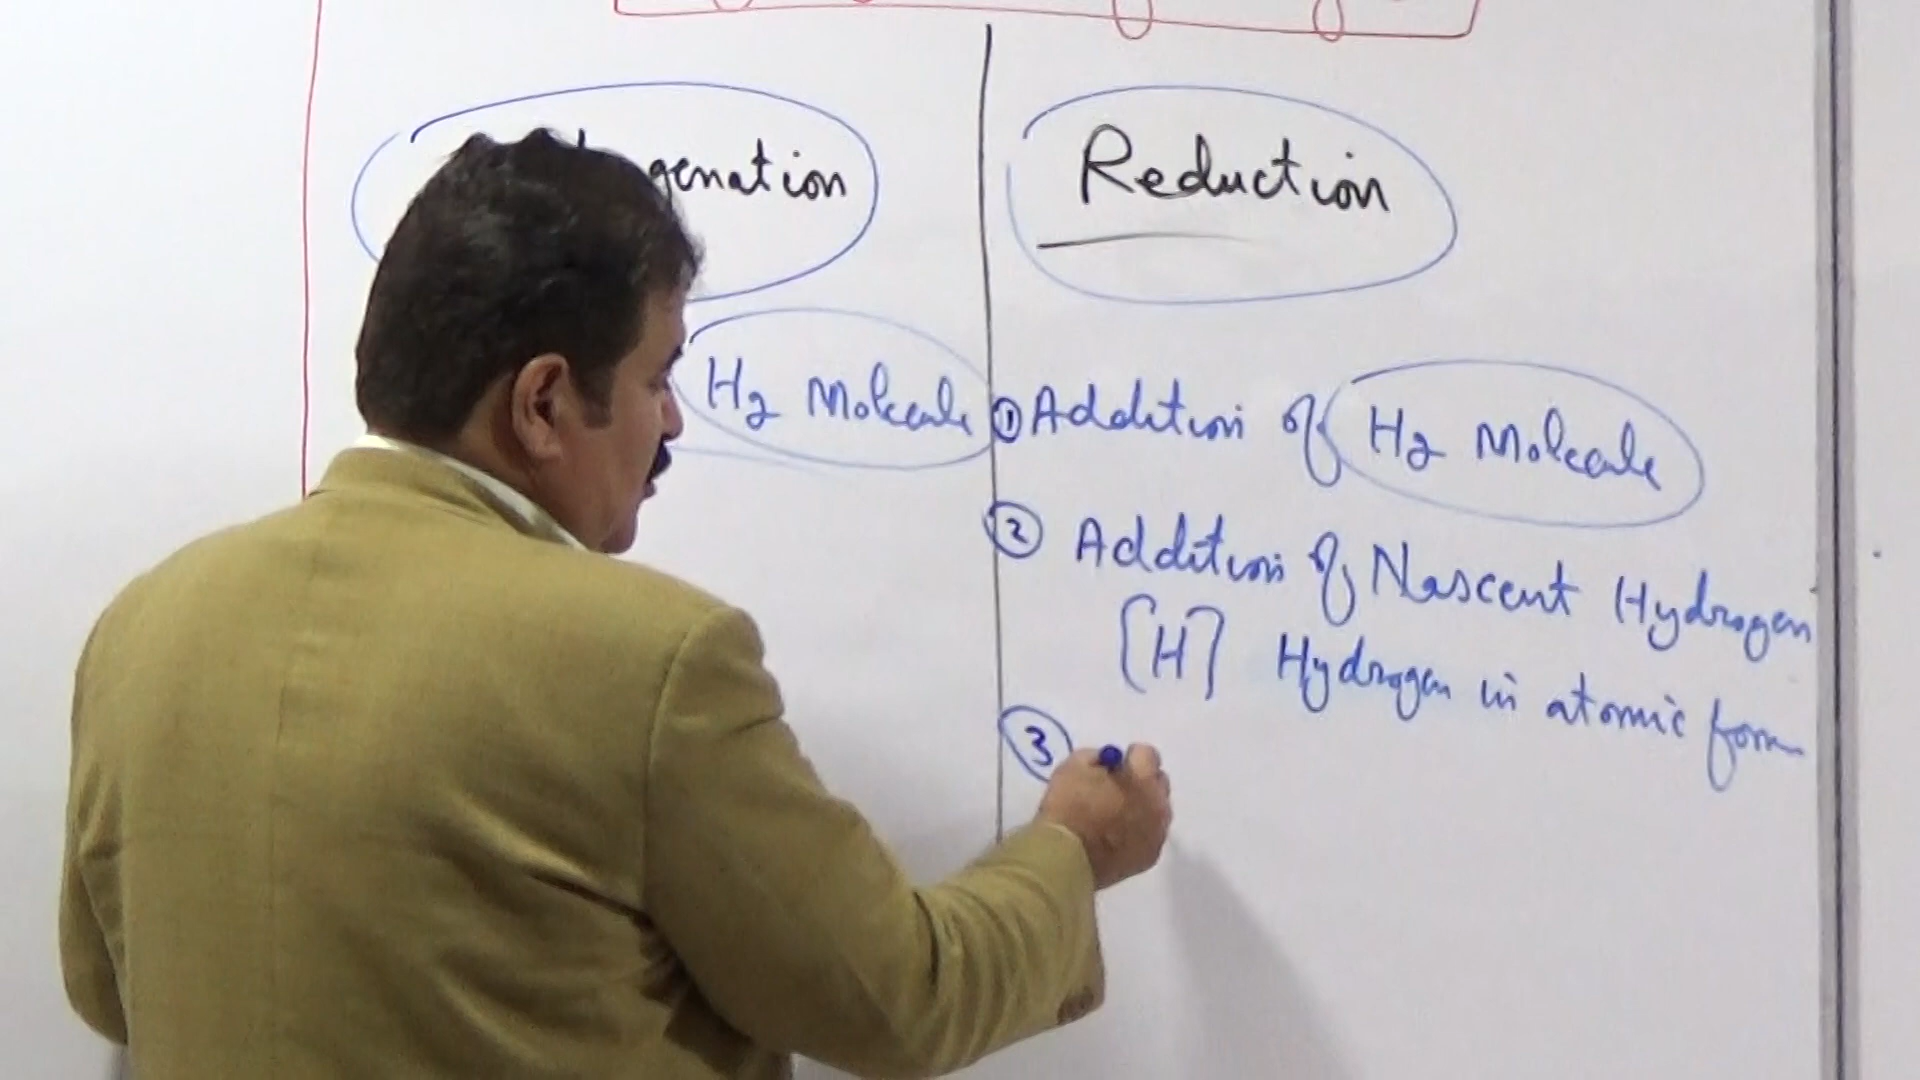 genation
H2 Molecule
Reduction
① Addition of H2 Molecule
② Addition of Nascent Hydrogen
[H] Hydrogen in atomic form
③